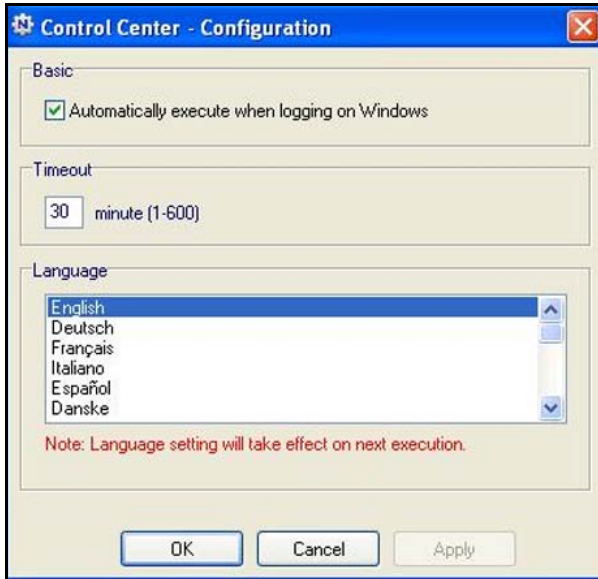 Control Center - Configuration
Basic
Automatically execute when logging on Windows
Timeout
30 minute (1-600)
Language
English
Deutsch
Français
Italiano
Español
Danske
Note: Language setting will take effect on next execution.
OK Cancel Apply